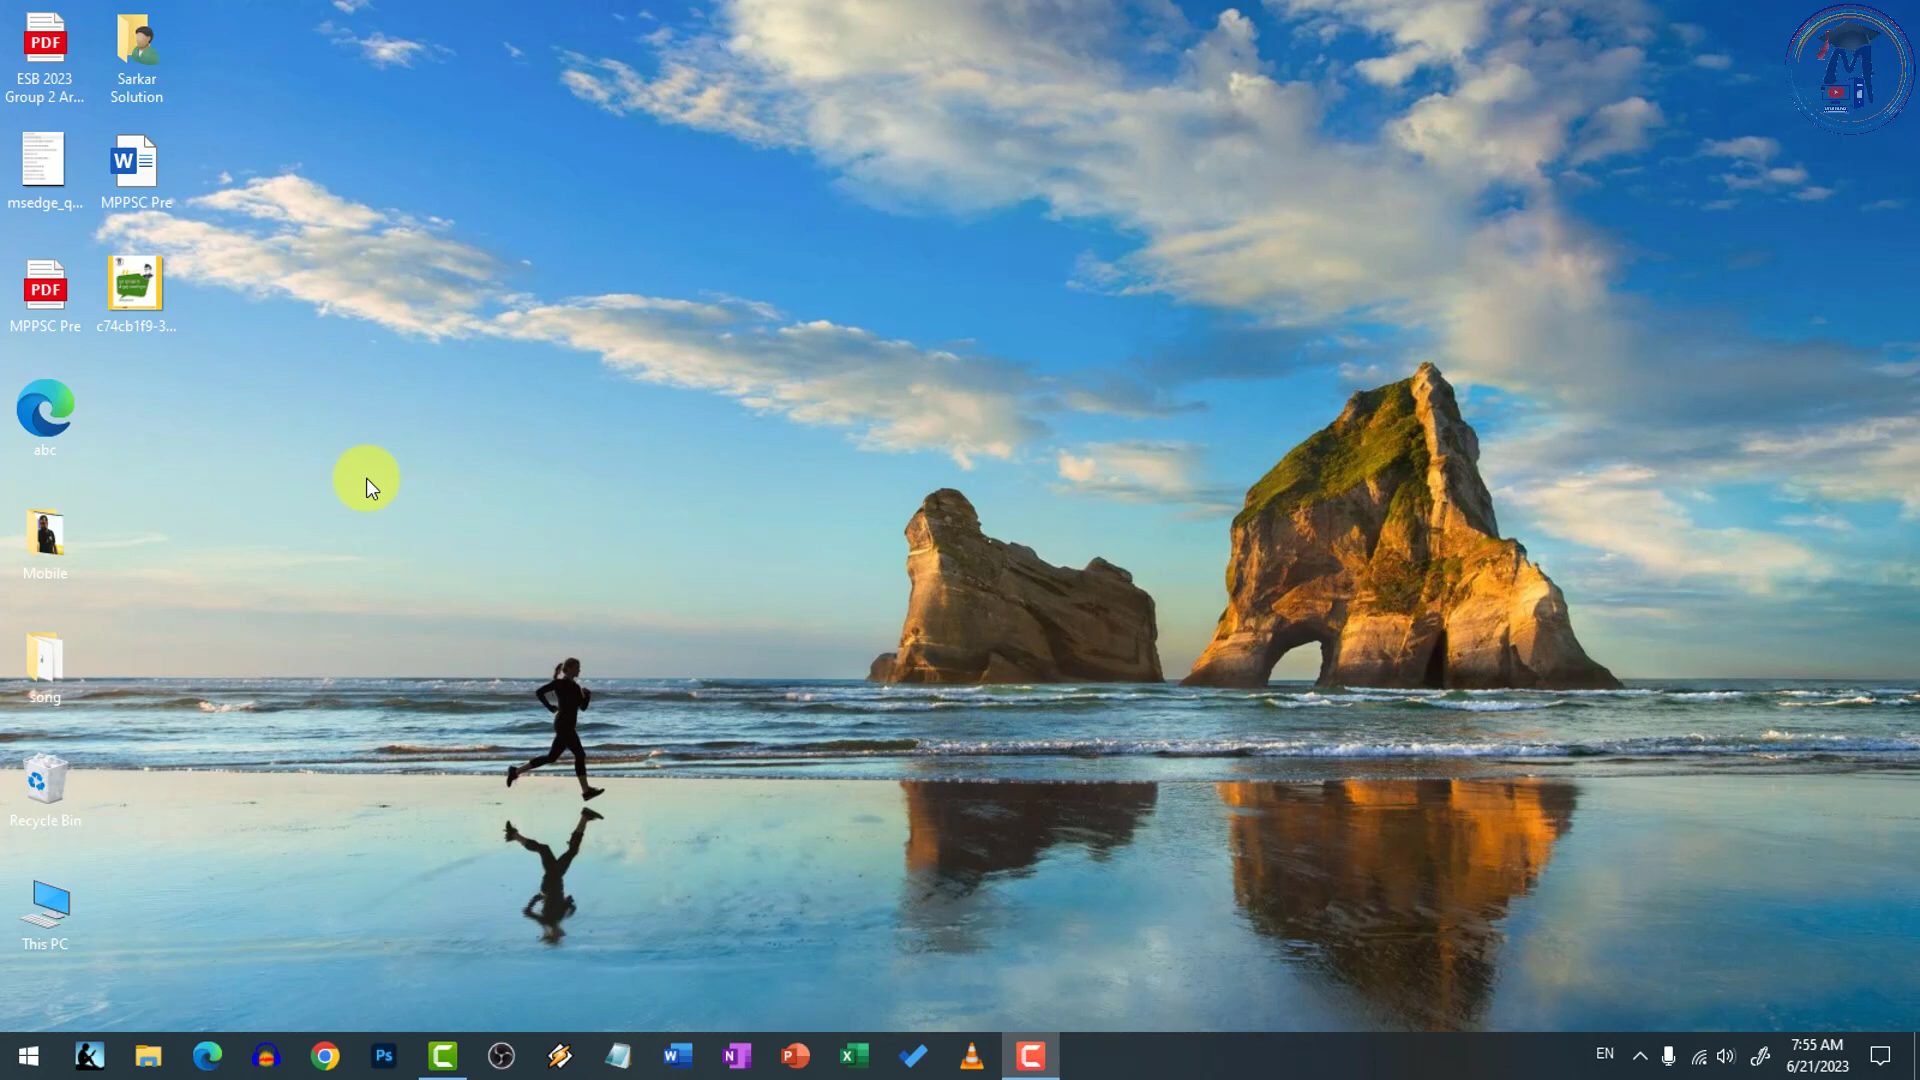 PDF
ESB 2023
Group 2 Ar...
Sarkar
Solution
msedge_q...
W
MPPSC Pre
PDF
MPPSC Pre
c74cb1f9-3...
abc
Mobile
song
Recycle Bin
This PC
M
Ps
W
N
P
X
EN
7:55 AM
6/21/2023